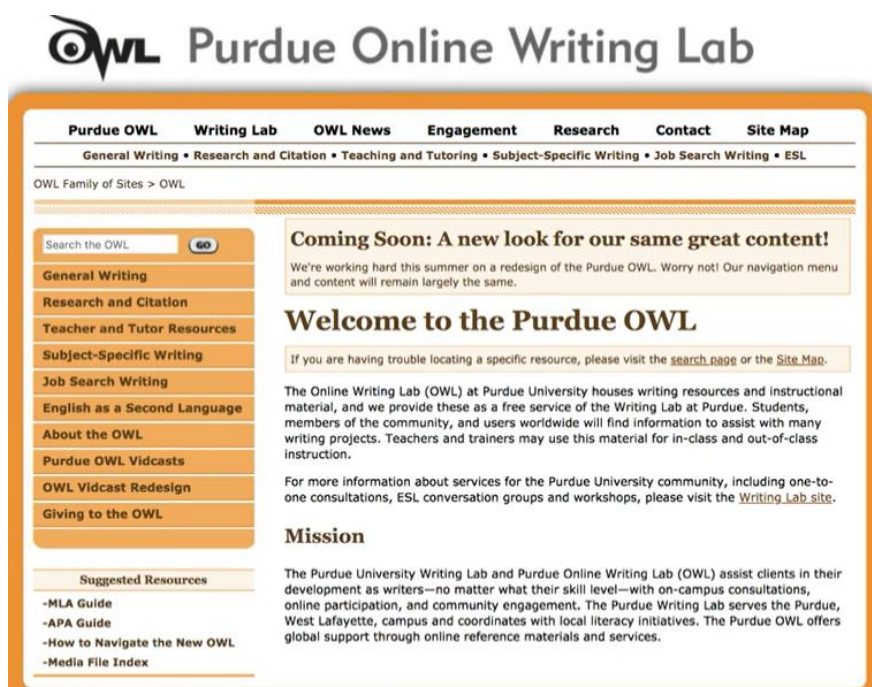 OWL Purdue Online Writing Lab
Purdue OWL Writing Lab OWL News Engagement Research Contact Site Map
General Writing • Research and Citation • Teaching and Tutoring • Subject-Specific Writing • Job Search Writing • ESL
OWL Family of Sites > OWL
Search the OWL GO
General Writing
Research and Citation
Teacher and Tutor Resources
Subject-Specific Writing
Job Search Writing
English as a Second Language
About the OWL
Purdue OWL Vidcasts
OWL Vidcast Redesign
Giving to the OWL
Suggested Resources
-MLA Guide
-APA Guide
-How to Navigate the New OWL
-Media File Index
Coming Soon: A new look for our same great content!
We're working hard this summer on a redesign of the Purdue OWL. Worry not! Our navigation menu
and content will remain largely the same.
Welcome to the Purdue OWL
If you are having trouble locating a specific resource, please visit the search page or the Site Map.
The Online Writing Lab (OWL) at Purdue University houses writing resources and instructional
material, and we provide these as a free service of the Writing Lab at Purdue. Students,
members of the community, and users worldwide will find information to assist with many
writing projects. Teachers and trainers may use this material for in-class and out-of-class
instruction.
For more information about services for the Purdue University community, including one-to-
one consultations, ESL conversation groups and workshops, please visit the Writing Lab site.
Mission
The Purdue University Writing Lab and Purdue Online Writing Lab (OWL) assist clients in their
development as writers—no matter what their skill level—with on-campus consultations,
online participation, and community engagement. The Purdue Writing Lab serves the Purdue,
West Lafayette, campus and coordinates with local literacy initiatives. The Purdue OWL offers
global support through online reference materials and services.